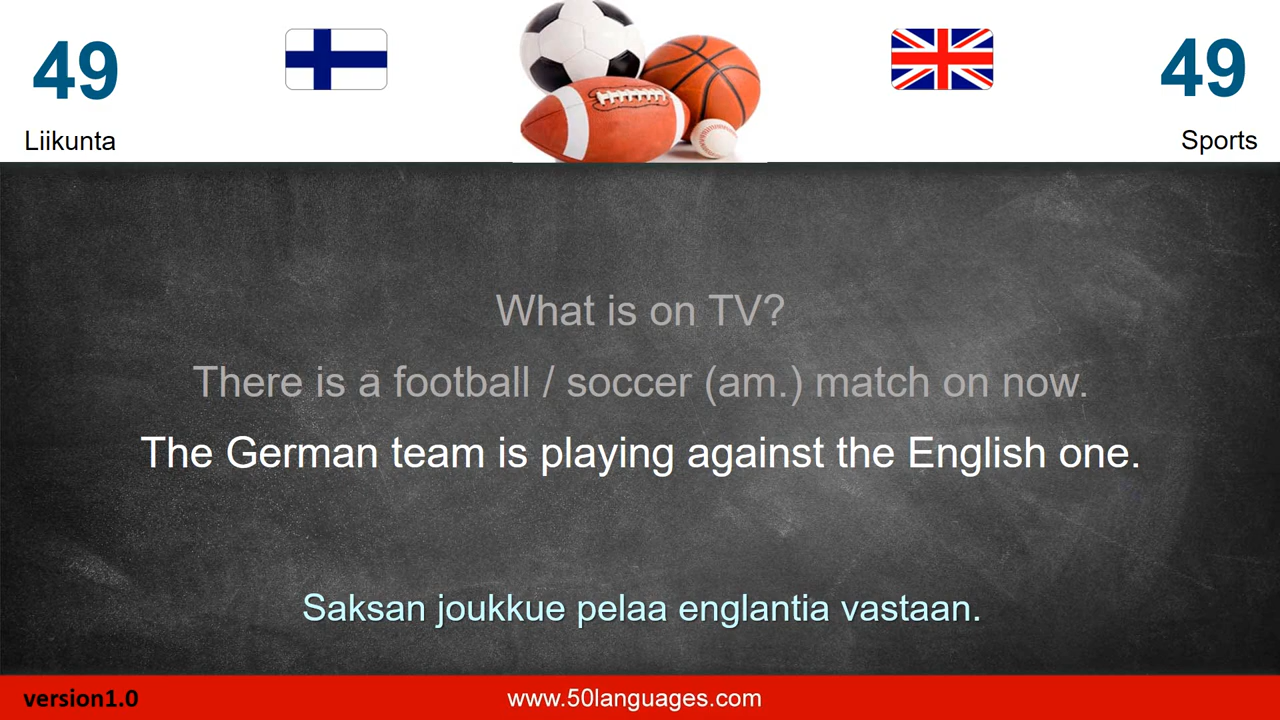 49
49
Liikunta
Sports
What is on TV?
There is a football / soccer (am.) match on now.
The German team is playing against the English one.
Saksan joukkue pelaa englantia vastaan.
version1.0
www.50languages.com